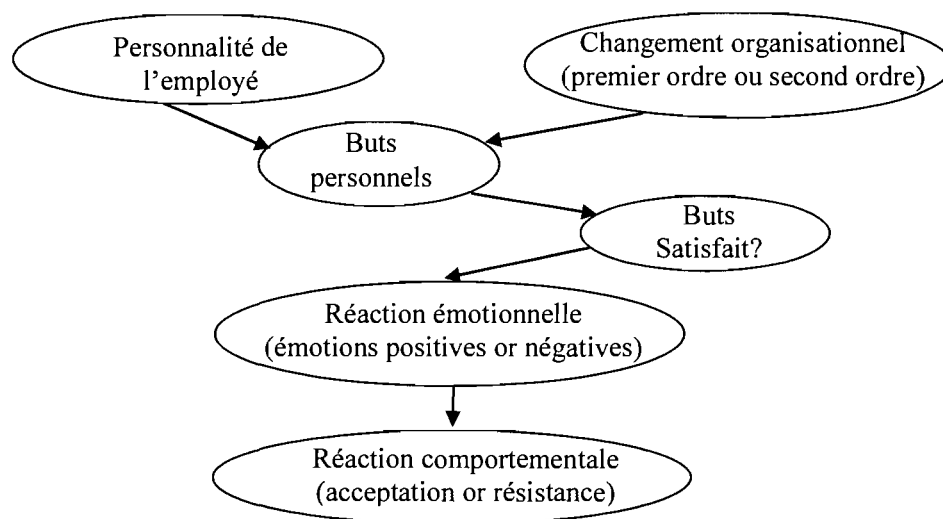 Personnalité de
l'employé
Changement organisationnel
(premier ordre ou second ordre)
Buts
personnels
Buts
Satisfait?
Réaction émotionnelle
(émotions positives or négatives)
Réaction comportementale
(acceptation or résistance)